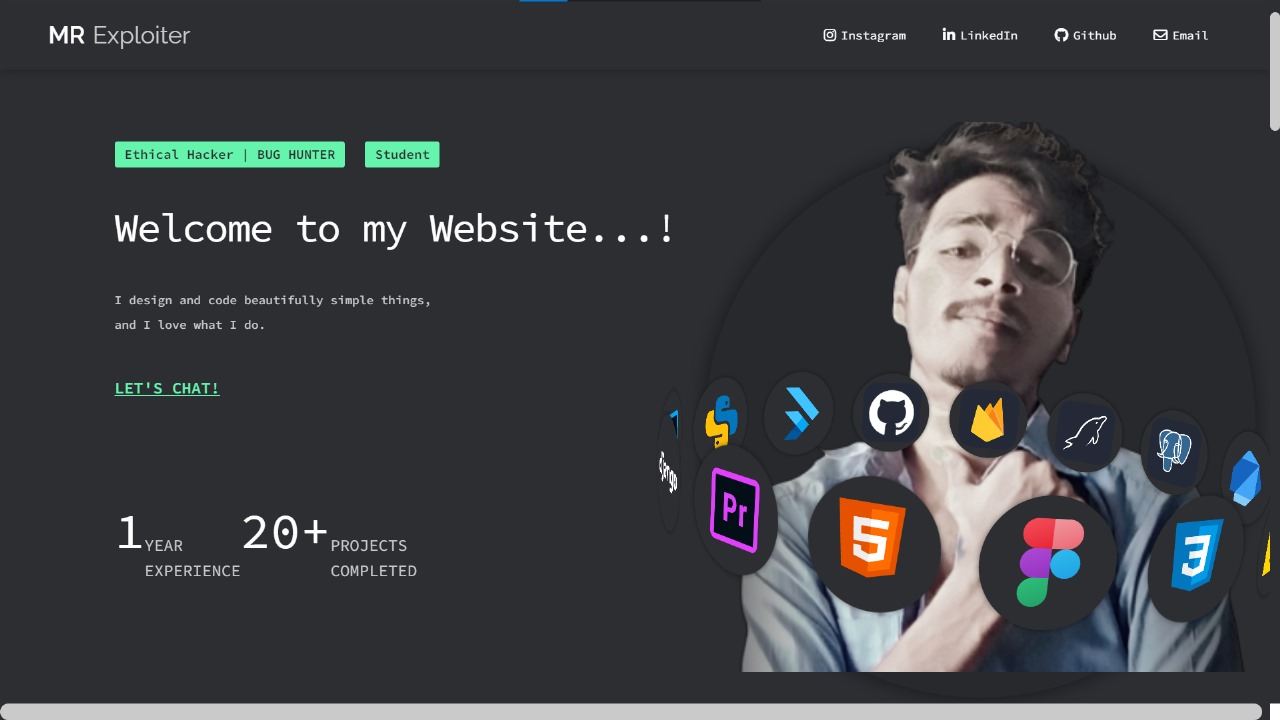 MR Exploiter
Instagram
LinkedIn
Github
Email
Ethical Hacker | BUG HUNTER
Student
Welcome to my Website...!
I design and code beautifully simple things,
and I love what I do.
LET'S CHAT!
1 YEAR
EXPERIENCE
20+ PROJECTS
COMPLETED
Pr
5
3